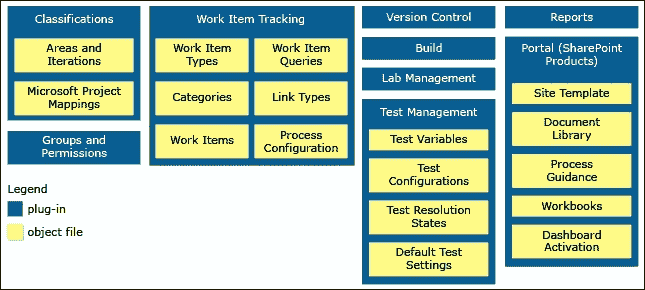 Classifications
Areas and
Iterations
Microsoft Project
Mappings
Groups and
Permissions
Legend
plug-in
object file
Work Item Tracking
Work Item
Types
Work Item
Queries
Categories
Link Types
Work Items
Process
Configuration
Version Control
Build
Lab Management
Test Management
Test Variables
Test
Configurations
Test Resolution
States
Default Test
Settings
Reports
Portal (SharePoint
Products)
Site Template
Document
Library
Process
Guidance
Workbooks
Dashboard
Activation